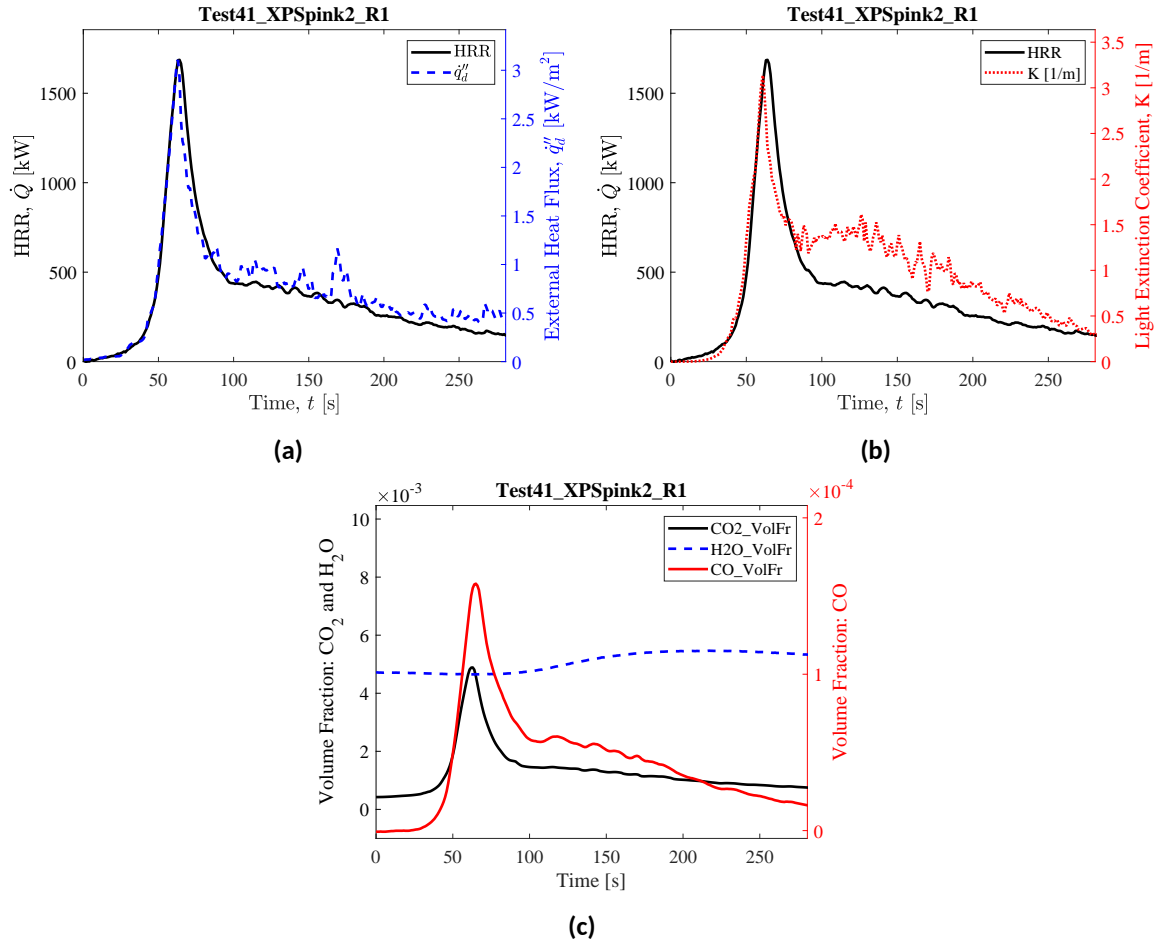 Test41_XPSpink2_R1
HRR
q̇″_d
HRR, Q̇ [kW]
External Heat Flux, q̇″_d [kW/m²]
1500
1000
500
0
3
2.5
2
1.5
1
0.5
0
0 50 100 150 200 250
Time, t [s]
(a)
Test41_XPSpink2_R1
HRR
K [1/m]
HRR, Q̇ [kW]
Light Extinction Coefficient, K [1/m]
1500
1000
500
0
3.5
3
2.5
2
1.5
1
0.5
0
0 50 100 150 200 250
Time, t [s]
(b)
Test41_XPSpink2_R1
×10⁻³
×10⁻⁴
CO2_VolFr
H2O_VolFr
CO_VolFr
Volume Fraction: CO₂ and H₂O
Volume Fraction: CO
10
8
6
4
2
0
2
1
0
0 50 100 150 200 250
Time [s]
(c)